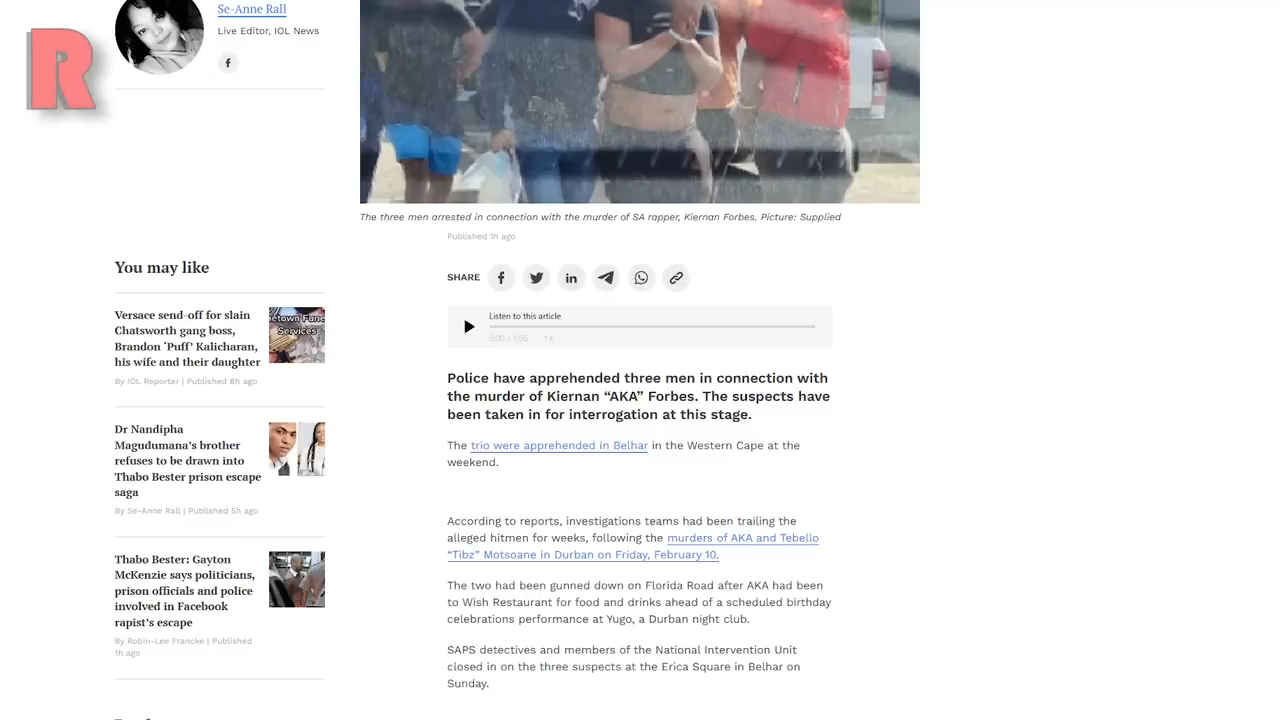 R
Se-Anne Rall
Live Editor, IOL News
The three men arrested in connection with the murder of SA rapper, Kiernan Forbes. Picture: Supplied
Published 1h ago
SHARE
Listen to this article
0:00 / 1:56 1X
Police have apprehended three men in connection with
the murder of Kiernan “AKA” Forbes. The suspects have
been taken in for interrogation at this stage.
The trio were apprehended in Belhar in the Western Cape at the
weekend.
According to reports, investigations teams had been trailing the
alleged hitmen for weeks, following the murders of AKA and Tebello
“Tibz” Motsoane in Durban on Friday, February 10.
The two had been gunned down on Florida Road after AKA had been
to Wish Restaurant for food and drinks ahead of a scheduled birthday
celebrations performance at Yugo, a Durban night club.
SAPS detectives and members of the National Intervention Unit
closed in on the three suspects at the Erica Square in Belhar on
Sunday.
You may like
Versace send-off for slain
Chatsworth gang boss,
Brandon ‘Puff’ Kalicharan,
his wife and their daughter
By IOL Reporter | Published 8h ago
Services
Dr Nandipha
Magudumana’s brother
refuses to be drawn into
Thabo Bester prison escape
saga
By Se-Anne Rall | Published 5h ago
Thabo Bester: Gayton
McKenzie says politicians,
prison officials and police
involved in Facebook
rapist’s escape
By Robin-Lee Francke | Published
1h ago